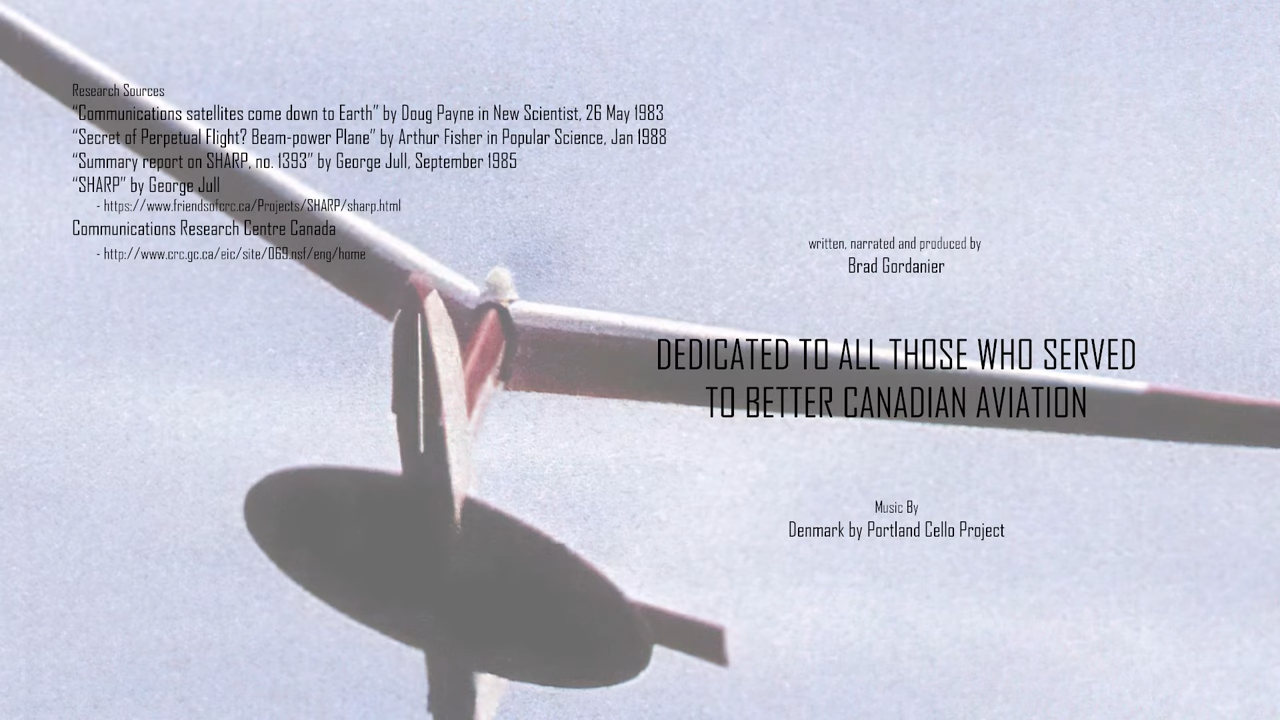 Research Sources
“Communications satellites come down to Earth” by Doug Payne in New Scientist, 26 May 1983
“Secret of Perpetual Flight? Beam-power Plane” by Arthur Fisher in Popular Science, Jan 1988
“Summary report on SHARP, no. 1393” by George Jull, September 1985
“SHARP” by George Jull
- https://www.friendsofcrc.ca/Projects/SHARP/sharp.html
Communications Research Centre Canada
- http://www.crc.gc.ca/eic/site/069.nsf/eng/home
written, narrated and produced by
Brad Gordanier
DEDICATED TO ALL THOSE WHO SERVED
TO BETTER CANADIAN AVIATION
Music By
Denmark by Portland Cello Project